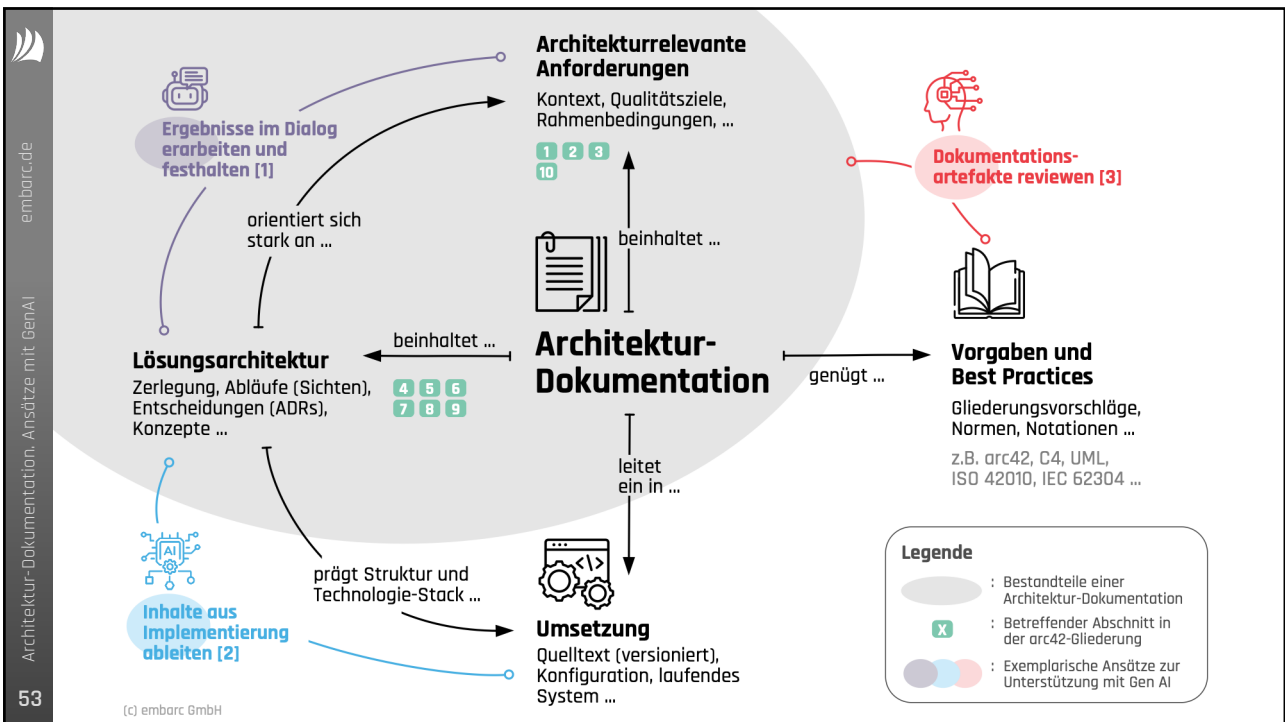 embarc.de
Architektur-Dokumentation. Ansätze mit GenAI
53
Architekturrelevante
Anforderungen
Kontext, Qualitätsziele,
Rahmenbedingungen, ...
1 2 3
10
Ergebnisse im Dialog
erarbeiten und
festhalten [1]
Dokumentations-
artefakte reviewen [3]
orientiert sich
stark an ...
beinhaltet ...
Lösungsarchitektur
Zerlegung, Abläufe (Sichten),
Entscheidungen (ADRs),
Konzepte ...
beinhaltet ...
4 5 6
7 8 9
Architektur-
Dokumentation
genügt ...
Vorgaben und
Best Practices
Gliederungsvorschläge,
Normen, Notationen ...
z.B. arc42, C4, UML,
ISO 42010, IEC 62304 ...
leitet
ein in ...
AI
Inhalte aus
Implementierung
ableiten [2]
prägt Struktur und
Technologie-Stack ...
</>
Umsetzung
Quelltext (versioniert),
Konfiguration, laufendes
System ...
Legende
: Bestandteile einer
Architektur-Dokumentation
X : Betreffender Abschnitt in
der arc42-Gliederung
: Exemplarische Ansätze zur
Unterstützung mit Gen AI
(c) embarc GmbH